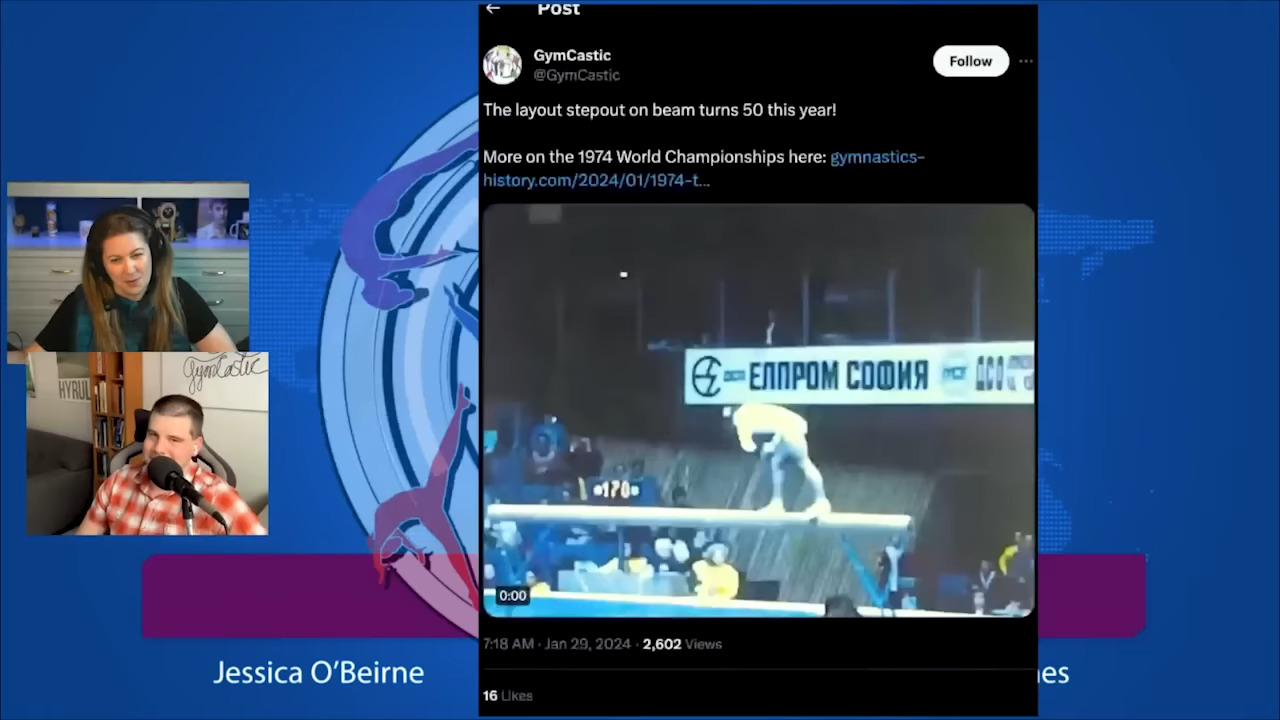 Post
GymCastic
@GymCastic
Follow
The layout stepout on beam turns 50 this year!
More on the 1974 World Championships here: gymnastics-
history.com/2024/01/1974-t...
ЕЛПРОМ СОФИЯ
ДСО
170
0:00
7:18 AM · Jan 29, 2024 · 2,602 Views
16 Likes
GymCastic
HYRUL
Jessica O'Beirne
nes